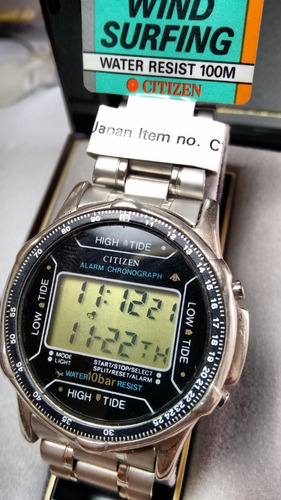 WIND
SURFING
WATER RESIST 100M
CITIZEN
Japan Item no. C
HIGH TIDE
CITIZEN
ALARM CHRONOGRAPH
LOW TIDE
LOW TIDE
11:12 21
11-22 TH
MODE
LIGHT
START/STOP/SELECT
SPLIT/RESET/ALARM
WATER 10bar RESIST
HIGH TIDE